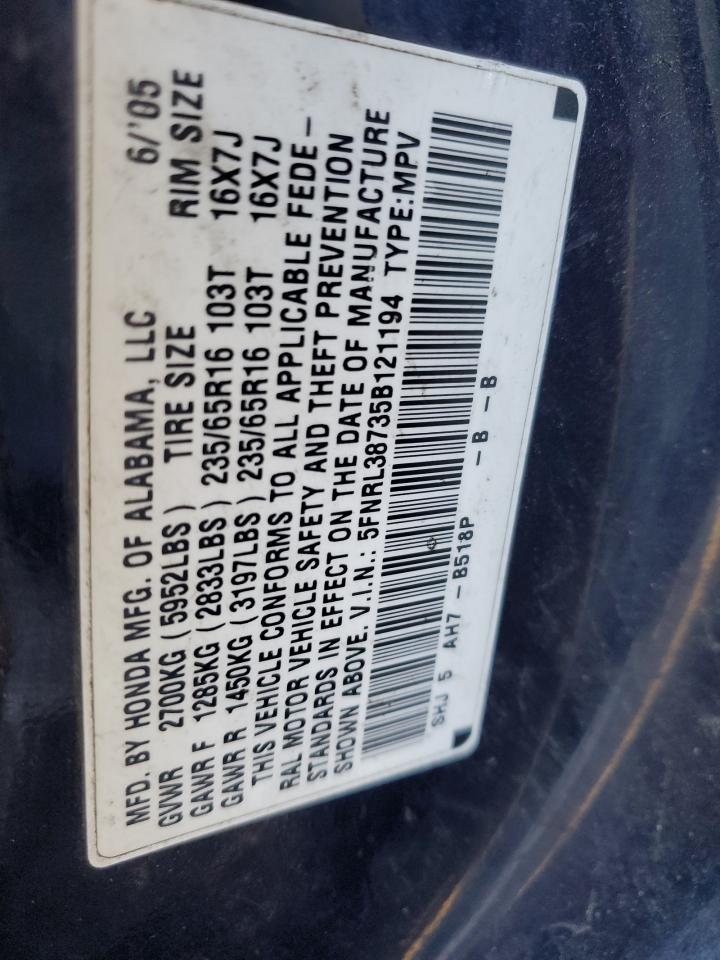 MFD. BY HONDA MFG. OF ALABAMA, LLC 6/'05
GVWR 2700KG (5952LBS) TIRE SIZE RIM SIZE
GAWR F 1285KG (2833LBS) 235/65R16 103T 16X7J
GAWR R 1450KG (3197LBS) 235/65R16 103T 16X7J
THIS VEHICLE CONFORMS TO ALL APPLICABLE FEDE-
RAL MOTOR VEHICLE SAFETY AND THEFT PREVENTION
STANDARDS IN EFFECT ON THE DATE OF MANUFACTURE
SHOWN ABOVE. V.I.N.: 5FNRL38735B121194 TYPE:MPV
SHJ 5 AH7 - B518P - B - B